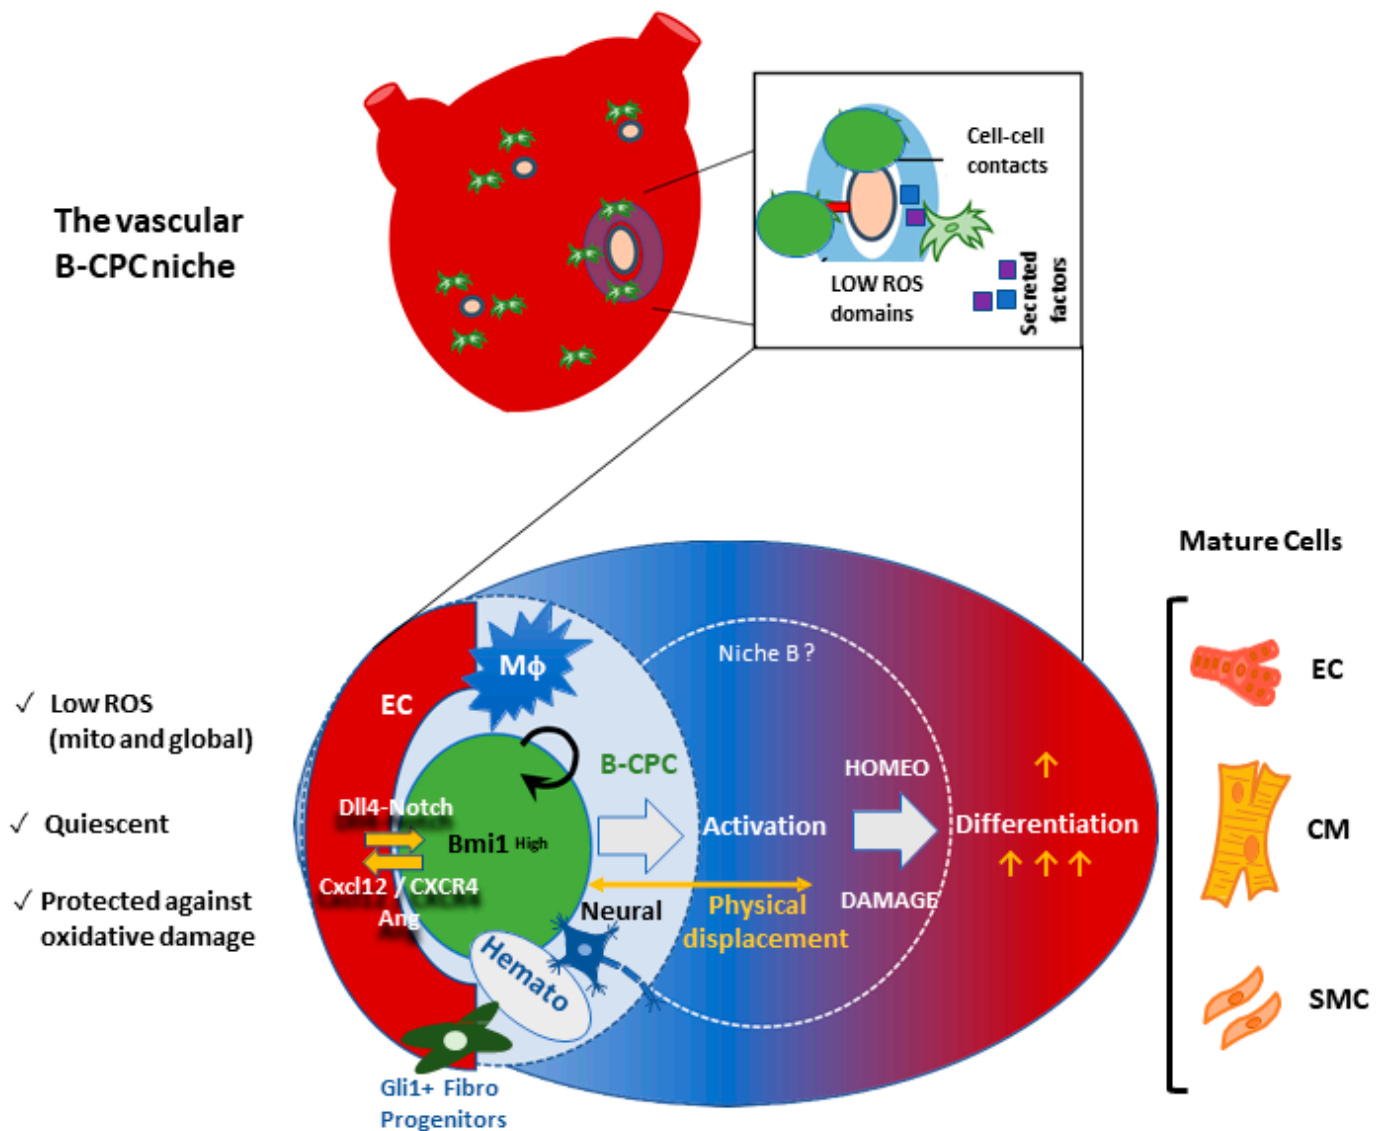 The vascular
B-CPC niche
Cell-cell
contacts
LOW ROS
domains
Secreted
factors
Mature Cells
EC
CM
SMC
✓ Low ROS
(mito and global)
✓ Quiescent
✓ Protected against
oxidative damage
Mϕ
EC
Niche B ?
B-CPC
HOMEO
Dll4-Notch
Bmi1 High
Activation
Differentiation
Cxcl12 / CXCR4
Ang
Neural
Physical
displacement
DAMAGE
Hemato
Gli1+ Fibro
Progenitors